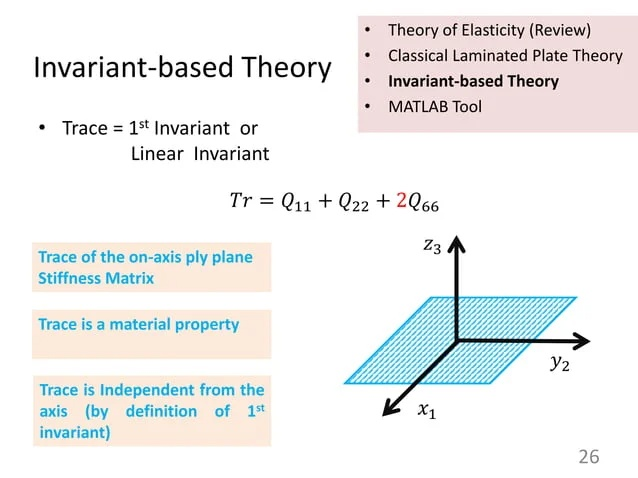 Invariant-based Theory
• Theory of Elasticity (Review)
• Classical Laminated Plate Theory
• Invariant-based Theory
• MATLAB Tool
• Trace = 1st Invariant or
Linear Invariant
Tr = Q11 + Q22 + 2Q66
Trace of the on-axis ply plane
Stiffness Matrix
Trace is a material property
Trace is Independent from the
axis (by definition of 1st
invariant)
z3
y2
x1
26